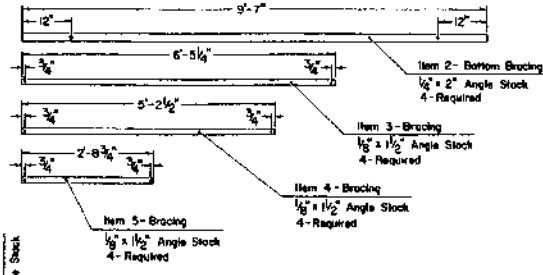 9'-7"
12" 12"
6'-5 1/4"
3/4" 3/4"
Item 2- Bottom Bracing
1/4" x 2" Angle Stock
4-Required
5'-2 1/2"
3/4" 3/4"
Item 3-Bracing
1/8" x 1 1/2" Angle Stock
4-Required
2'-8 3/4"
3/4" 3/4"
Item 4-Bracing
1/8" x 1 1/2" Angle Stock
4-Required
Item 5-Bracing
1/8" x 1 1/2" Angle Stock
4-Required
Stock